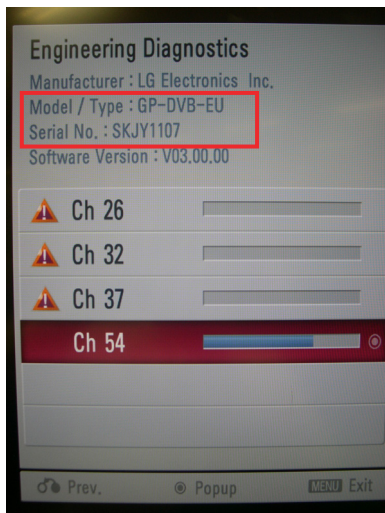 Engineering Diagnostics
Manufacturer : LG Electronics Inc.
Model / Type : GP-DVB-EU
Serial No. : SKJY1107
Software Version : V03.00.00
Ch 26
Ch 32
Ch 37
Ch 54
Prev. Popup MENU Exit